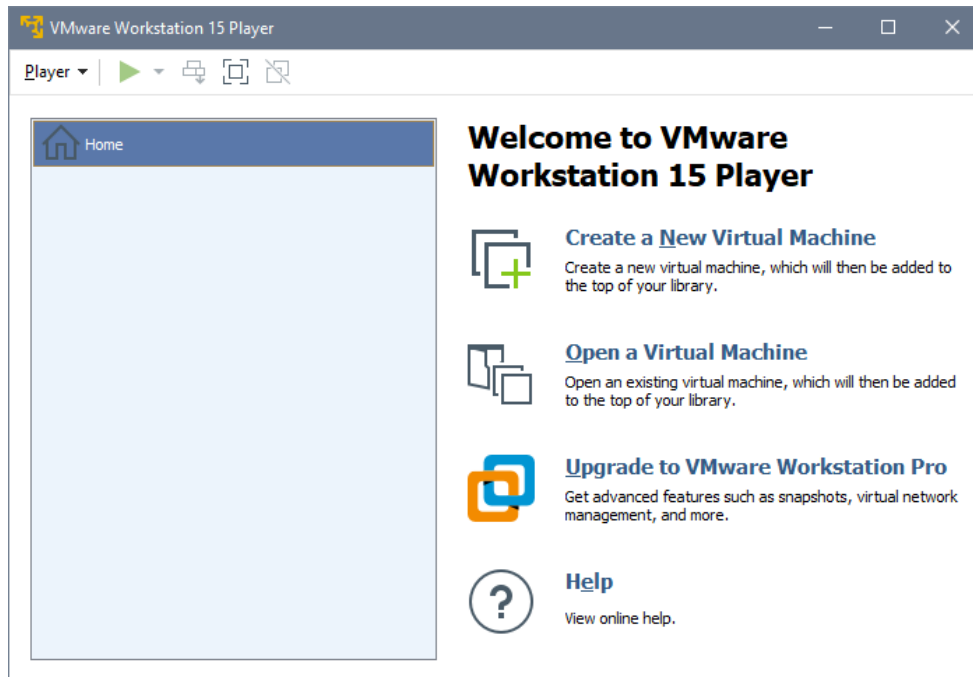 VMware Workstation 15 Player
Player
Home
Welcome to VMware
Workstation 15 Player
Create a New Virtual Machine
Create a new virtual machine, which will then be added to
the top of your library.
Open a Virtual Machine
Open an existing virtual machine, which will then be added
to the top of your library.
Upgrade to VMware Workstation Pro
Get advanced features such as snapshots, virtual network
management, and more.
?
Help
View online help.